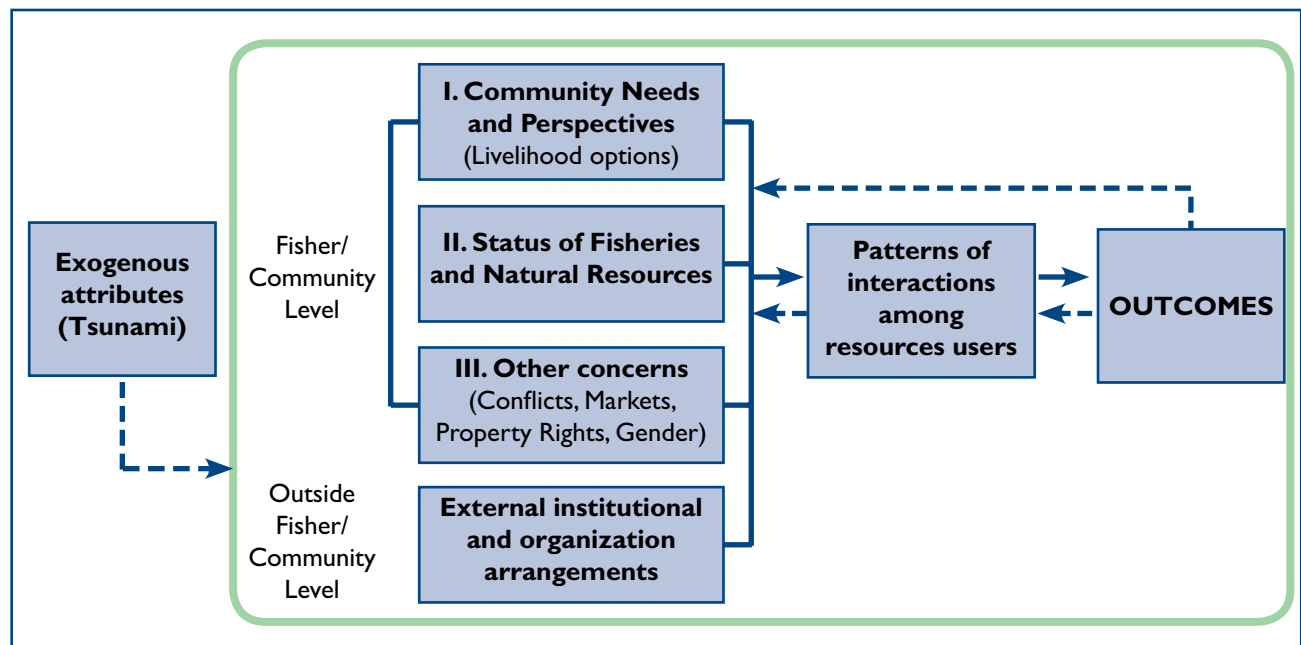 Exogenous
attributes
(Tsunami)
Fisher/
Community
Level
Outside
Fisher/
Community
Level
I. Community Needs
and Perspectives
(Livelihood options)
II. Status of Fisheries
and Natural Resources
III. Other concerns
(Conflicts, Markets,
Property Rights, Gender)
External institutional
and organization
arrangements
Patterns of
interactions
among
resources users
OUTCOMES